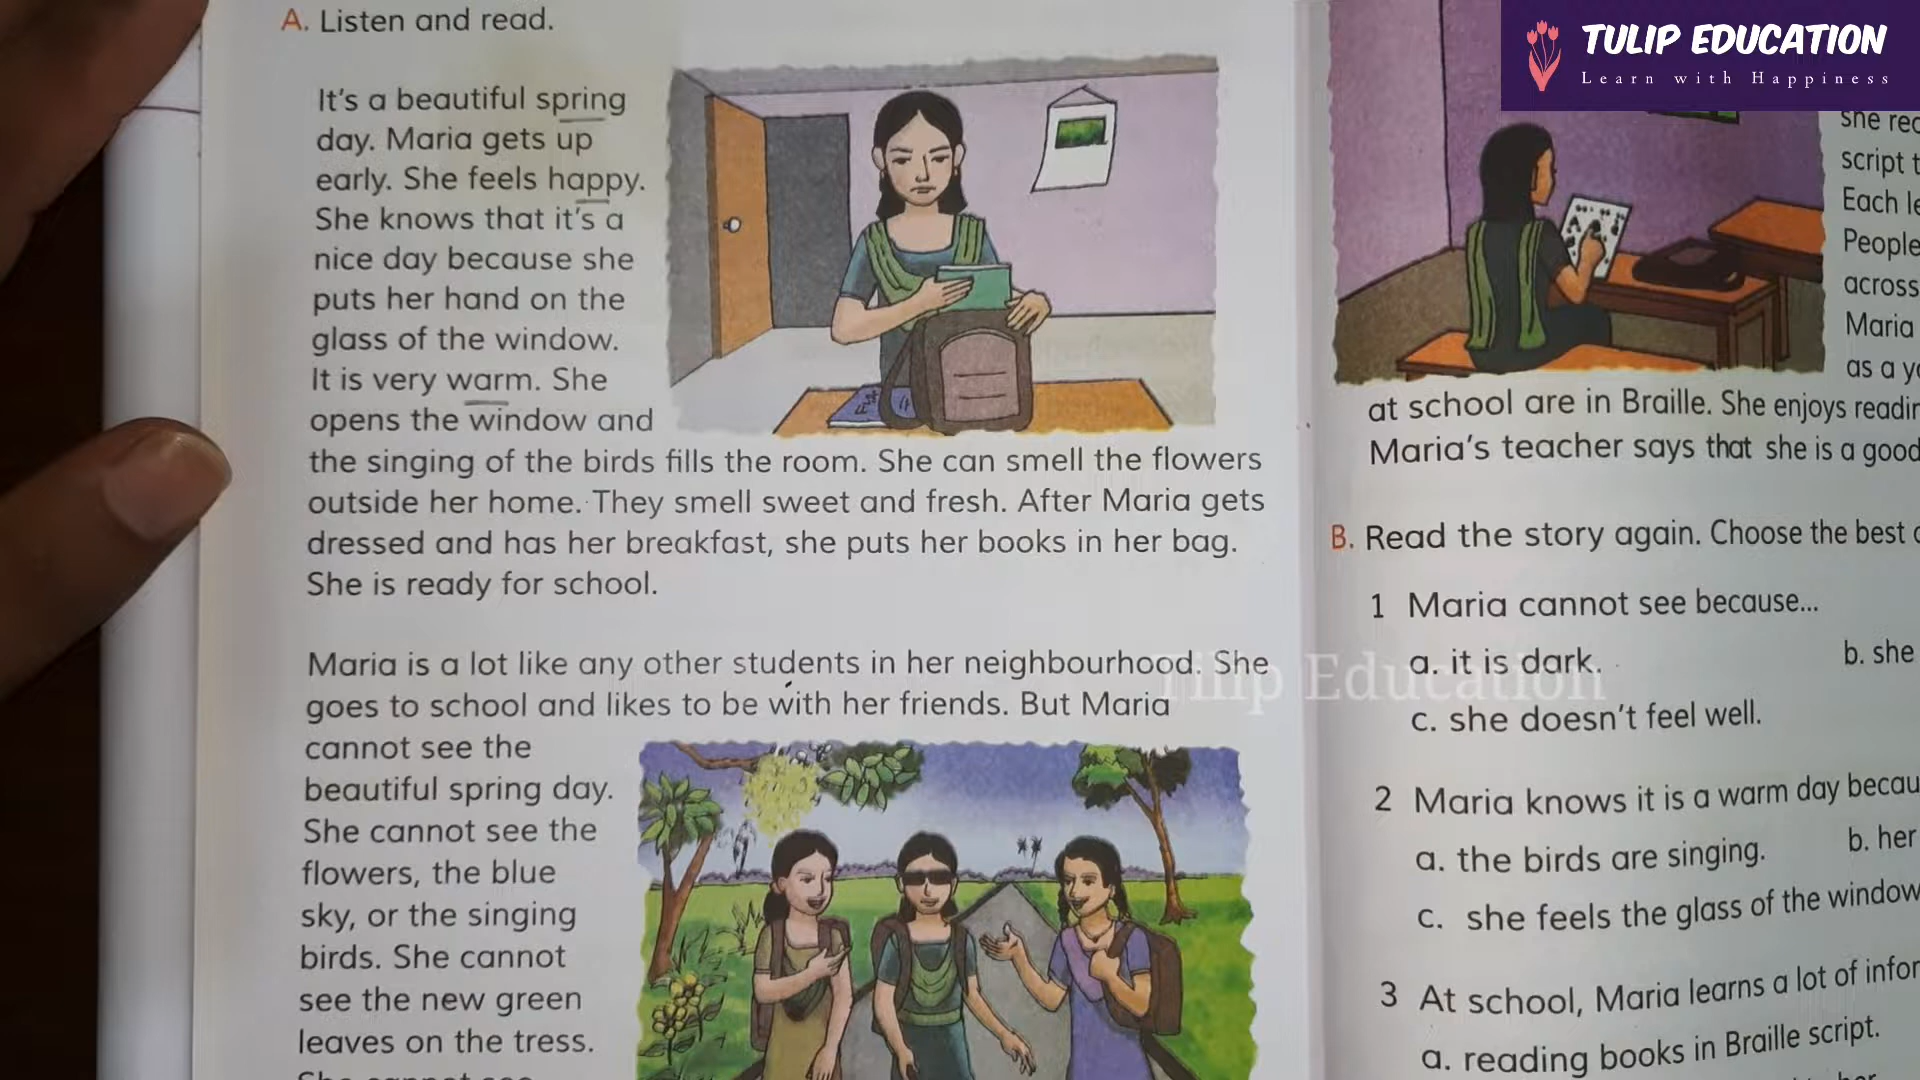 A. Listen and read.
It's a beautiful spring
day. Maria gets up
early. She feels happy.
She knows that it's a
nice day because she
puts her hand on the
glass of the window.
It is very warm. She
opens the window and
the singing of the birds fills the room. She can smell the flowers
outside her home. They smell sweet and fresh. After Maria gets
dressed and has her breakfast, she puts her books in her bag.
She is ready for school.
Maria is a lot like any other students in her neighbourhood. She
goes to school and likes to be with her friends. But Maria
cannot see the
beautiful spring day.
She cannot see the
flowers, the blue
sky, or the singing
birds. She cannot
see the new green
leaves on the tress.
She cannot see
TULIP EDUCATION
Learn with Happiness
she
script
Each
People
across
Maria
as a
at school are in Braille. She enjoys
Maria's teacher says that she is a good
B. Read the story again. Choose the best
1 Maria cannot see because...
a. it is dark.
b. she
c. she doesn't feel well.
2 Maria knows it is a warm day
a. the birds are singing.
b. her
c. she feels the glass of the window
3 At school, Maria learns a lot of
a. reading books in Braille script.
Tilip Education